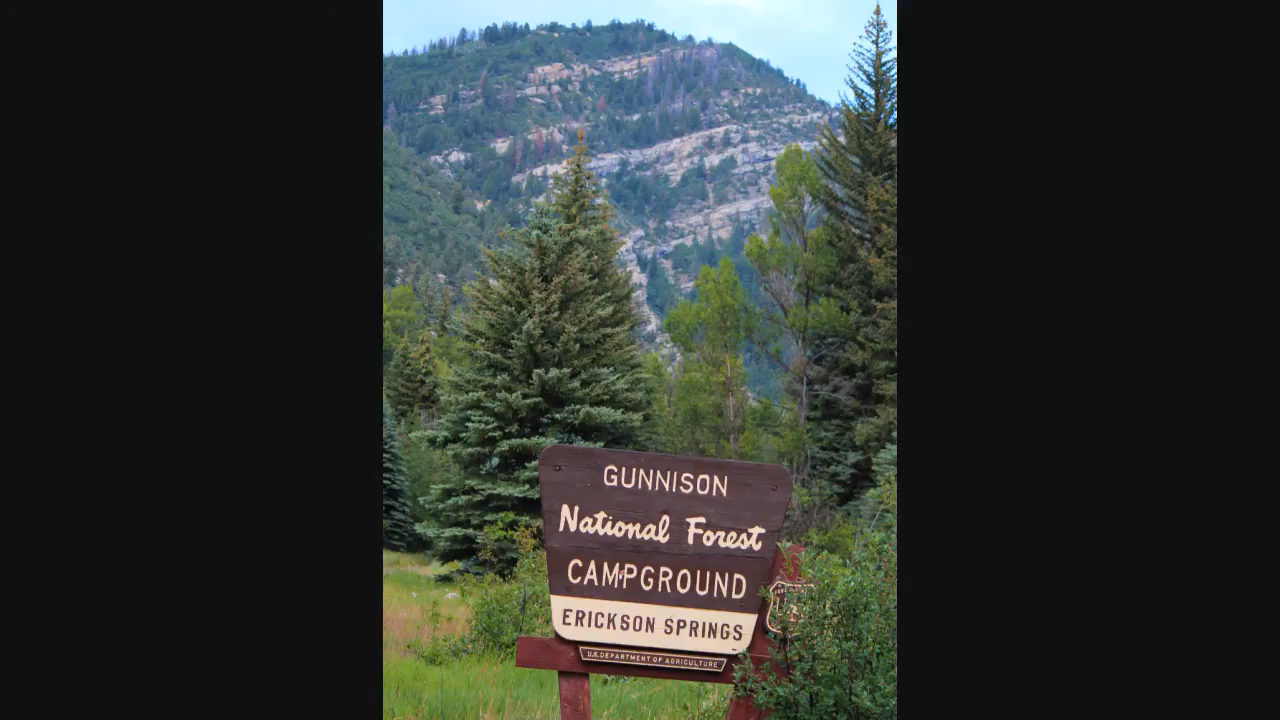 GUNNISON
National Forest
CAMPGROUND
ERICKSON SPRINGS
U.S. DEPARTMENT OF AGRICULTURE